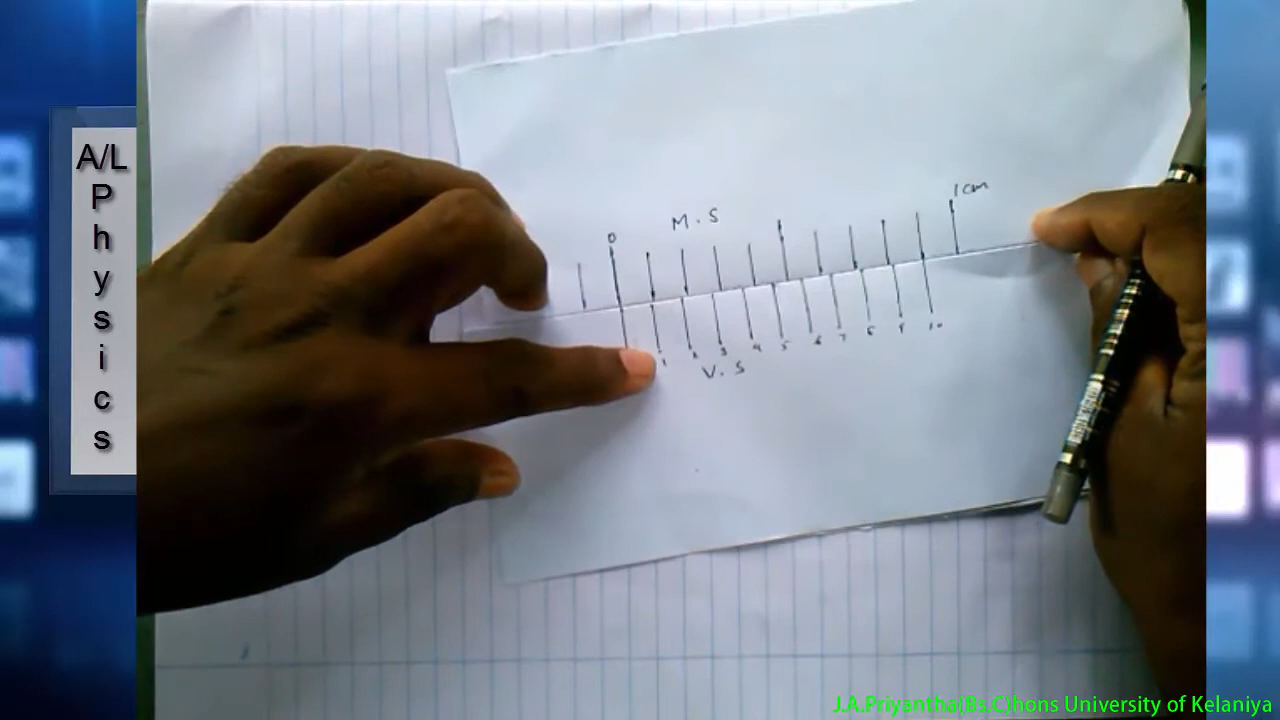 A/L
P
h
y
s
i
c
s
1cm
M.S
0
1 2 3 4 5 6 7 8 9 10
V.S
J.A.Priyantha(Bs.C)hons University of Kelaniya